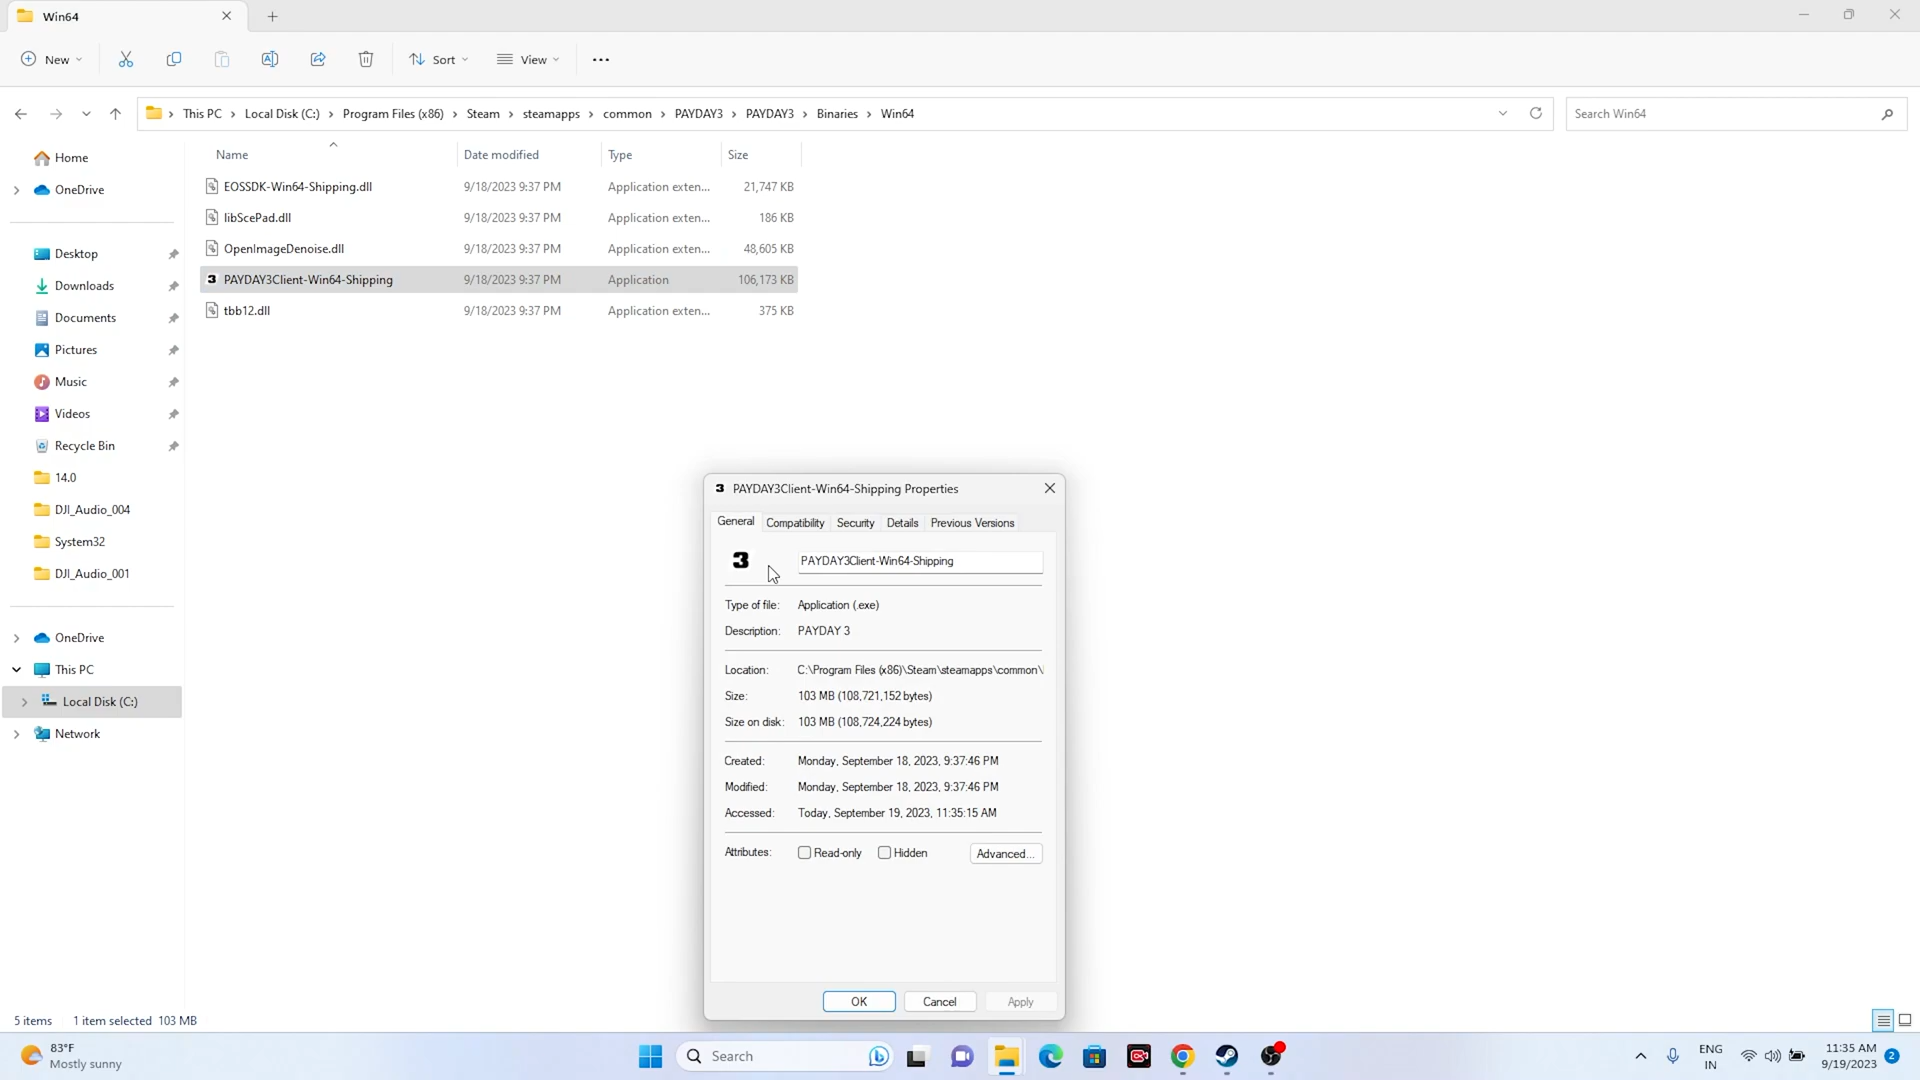 Win64
New
Sort
View
This PC
Local Disk (C:)
Program Files (x86)
Steam
steamapps
common
PAYDAY3
PAYDAY3
Binaries
Win64
Search Win64
Home
OneDrive
Desktop
Downloads
Documents
Pictures
Music
Videos
Recycle Bin
14.0
DJI_Audio_004
System32
DJI_Audio_001
OneDrive
This PC
Local Disk (C:)
Network
Name Date modified Type Size
EOSSDK-Win64-Shipping.dll 9/18/2023 9:37 PM Application exten... 21,747 KB
libScePad.dll 9/18/2023 9:37 PM Application exten... 186 KB
OpenImageDenoise.dll 9/18/2023 9:37 PM Application exten... 48,605 KB
3 PAYDAY3Client-Win64-Shipping 9/18/2023 9:37 PM Application 106,173 KB
tbb12.dll 9/18/2023 9:37 PM Application exten... 375 KB
3 PAYDAY3Client-Win64-Shipping Properties
General Compatibility Security Details Previous Versions
3 PAYDAY3Client-Win64-Shipping
Type of file: Application (.exe)
Description: PAYDAY 3
Location: C:\Program Files (x86)\Steam\steamapps\common\
Size: 103 MB (108,721,152 bytes)
Size on disk: 103 MB (108,724,224 bytes)
Created: Monday, September 18, 2023, 9:37:46 PM
Modified: Monday, September 18, 2023, 9:37:46 PM
Accessed: Today, September 19, 2023, 11:35:15 AM
Attributes: Read-only Hidden Advanced...
OK Cancel Apply
5 items 1 item selected 103 MB
83°F
Mostly sunny
Search
ENG
IN
11:35 AM
9/19/2023
2